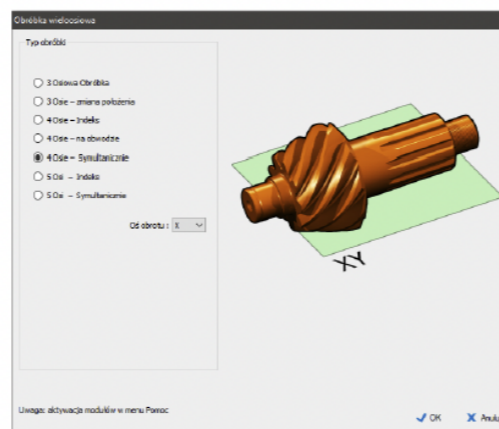 Obróbka wieloosiowa
Typ obróbki
3 Osiowa Obróbka
3 Osie – zmiana położenia
4 Osie – Indeks
4 Osie – na obwodzie
4 Osie – Symultanicznie
5 Osi – Indeks
5 Osi – Symultanicznie
Oś obrotu : X
XY
Uwaga: aktywacja modułów w menu Pomoc
OK X Anulu